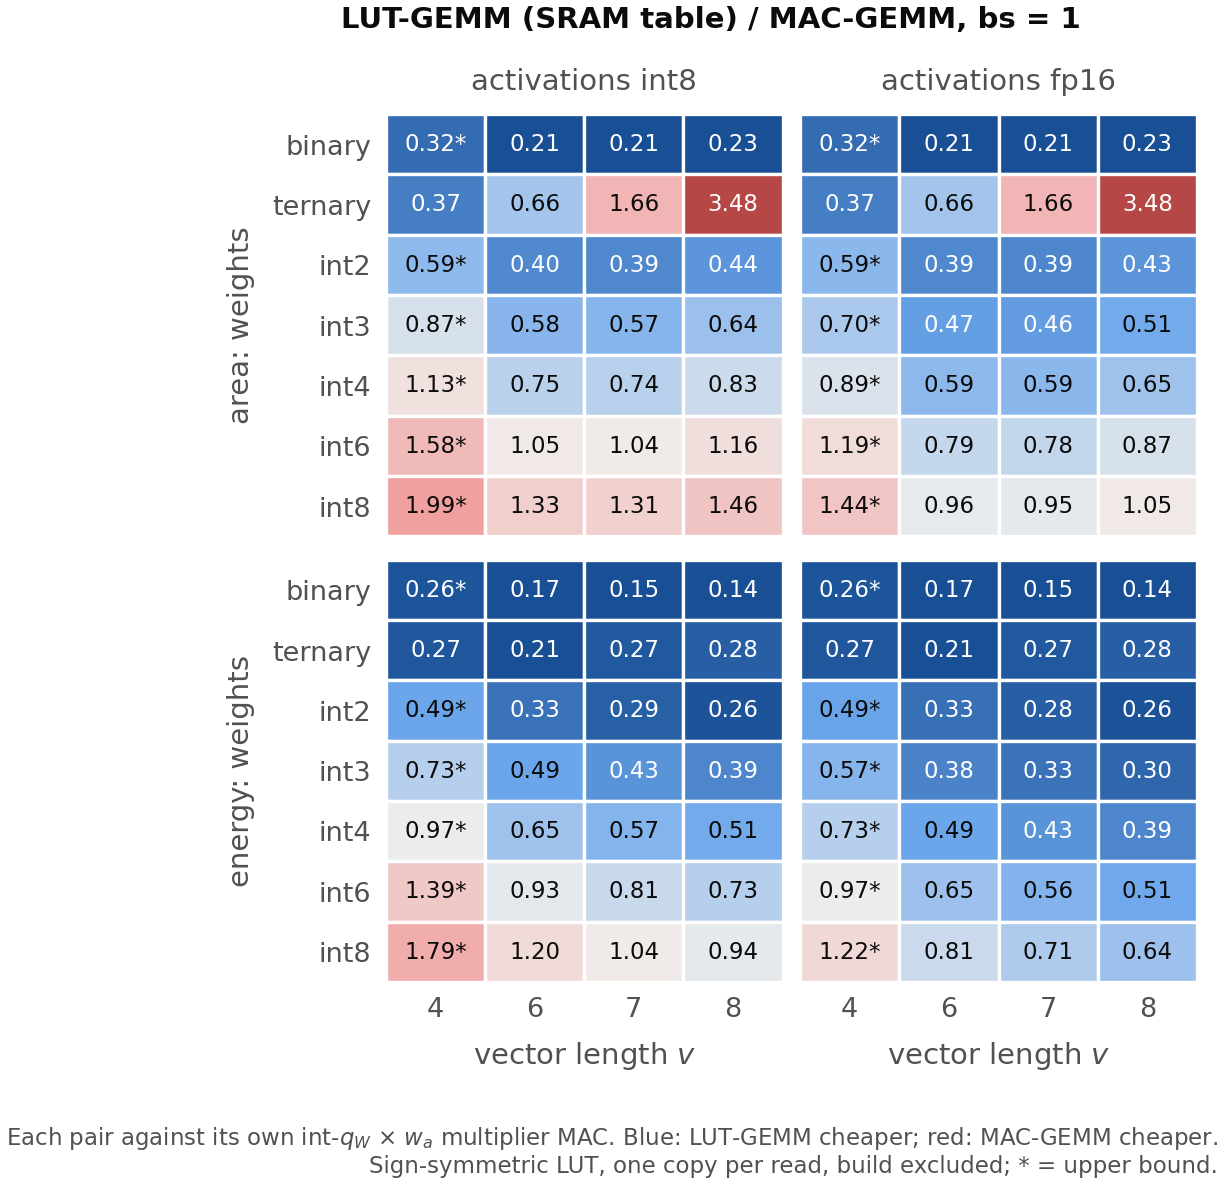 LUT-GEMM (SRAM table) / MAC-GEMM, bs = 1
activations int8 activations fp16
area: weights
binary 0.32* 0.21 0.21 0.23 0.32* 0.21 0.21 0.23
ternary 0.37 0.66 1.66 3.48 0.37 0.66 1.66 3.48
int2 0.59* 0.40 0.39 0.44 0.59* 0.39 0.39 0.43
int3 0.87* 0.58 0.57 0.64 0.70* 0.47 0.46 0.51
int4 1.13* 0.75 0.74 0.83 0.89* 0.59 0.59 0.65
int6 1.58* 1.05 1.04 1.16 1.19* 0.79 0.78 0.87
int8 1.99* 1.33 1.31 1.46 1.44* 0.96 0.95 1.05
energy: weights
binary 0.26* 0.17 0.15 0.14 0.26* 0.17 0.15 0.14
ternary 0.27 0.21 0.27 0.28 0.27 0.21 0.27 0.28
int2 0.49* 0.33 0.29 0.26 0.49* 0.33 0.28 0.26
int3 0.73* 0.49 0.43 0.39 0.57* 0.38 0.33 0.30
int4 0.97* 0.65 0.57 0.51 0.73* 0.49 0.43 0.39
int6 1.39* 0.93 0.81 0.73 0.97* 0.65 0.56 0.51
int8 1.79* 1.20 1.04 0.94 1.22* 0.81 0.71 0.64
4 6 7 8 4 6 7 8
vector length v vector length v
Each pair against its own int-q_W × w_a multiplier MAC. Blue: LUT-GEMM cheaper; red: MAC-GEMM cheaper.
Sign-symmetric LUT, one copy per read, build excluded; * = upper bound.